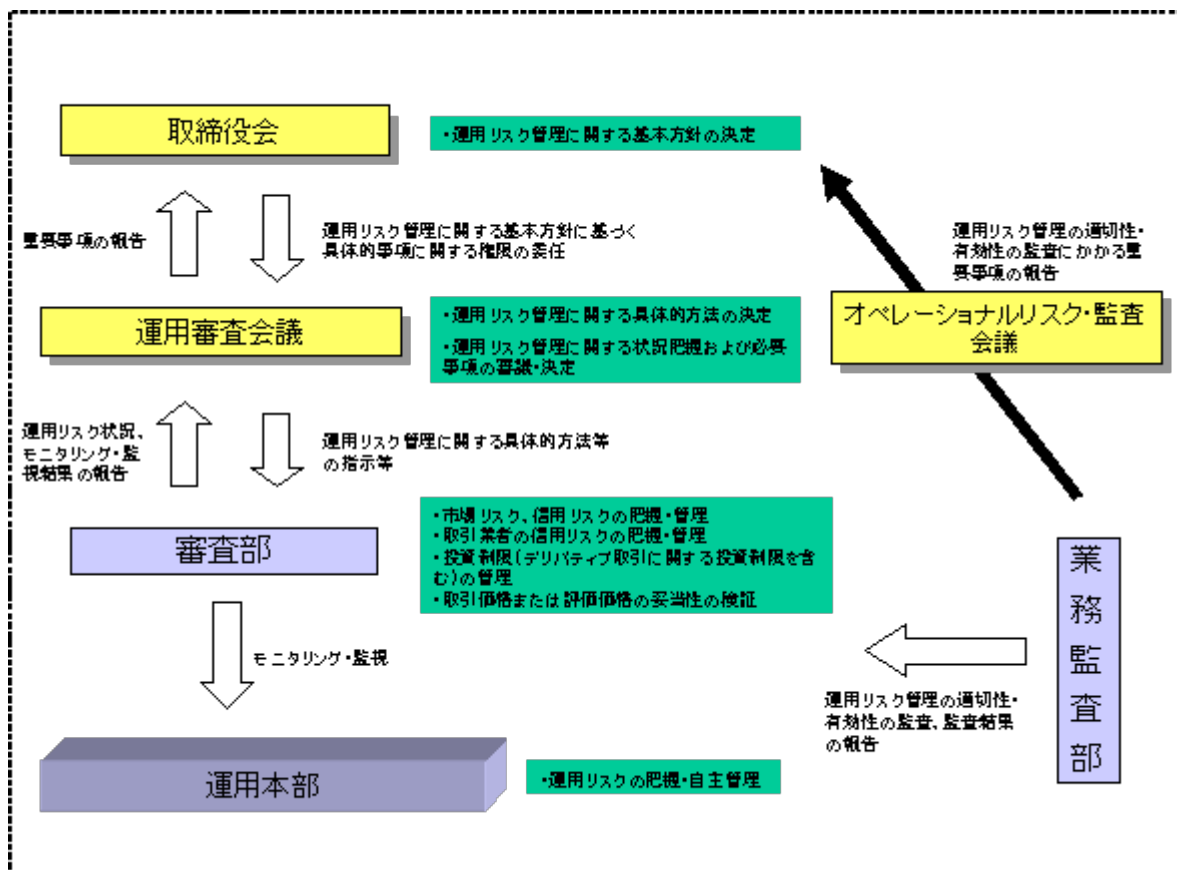 取締役会
・運用リスク管理に関する基本方針の決定
重要事項の報告
運用リスク管理に関する基本方針に基づく
具体的事項に関する権限の委任
運用リスク管理の適切性・
有効性の監査にかかる重
要事項の報告
運用審査会議
・運用リスク管理に関する具体的方法の決定
・運用リスク管理に関する状況把握および必要
事項の審議・決定
オペレーショナルリスク・監査
会議
運用リスク状況、
モニタリング・監
視結果の報告
運用リスク管理に関する具体的方法等
の指示等
審査部
・市場リスク、信用リスクの把握・管理
・取引業者の信用リスクの把握・管理
・投資制限(デリバティブ取引に関する投資制限を含
む)の管理
・取引価格または評価価格の妥当性の検証
業務監査部
モニタリング・監視
運用リスク管理の適切性・
有効性の監査、監査結果
の報告
運用本部
・運用リスクの把握・自主管理